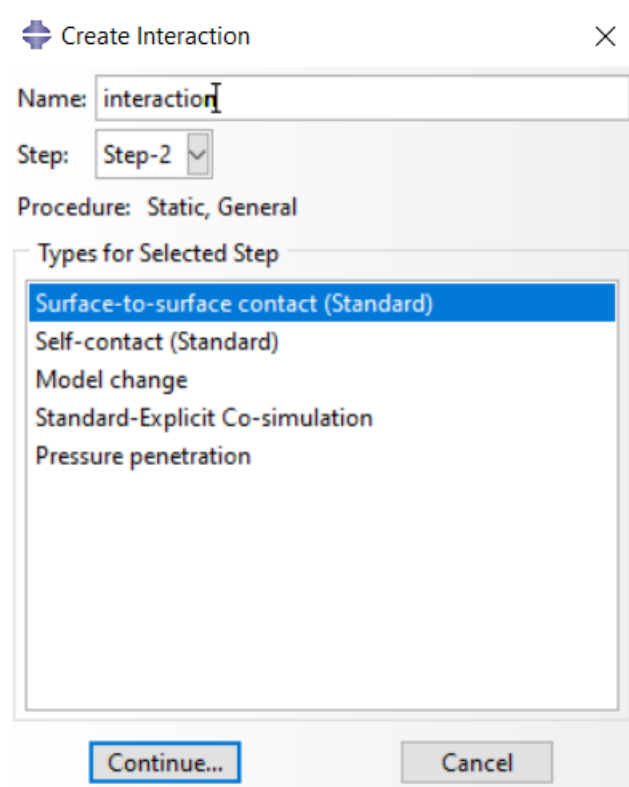 Create Interaction
Name: interaction
Step: Step-2
Procedure: Static, General
Types for Selected Step
Surface-to-surface contact (Standard)
Self-contact (Standard)
Model change
Standard-Explicit Co-simulation
Pressure penetration
Continue... Cancel